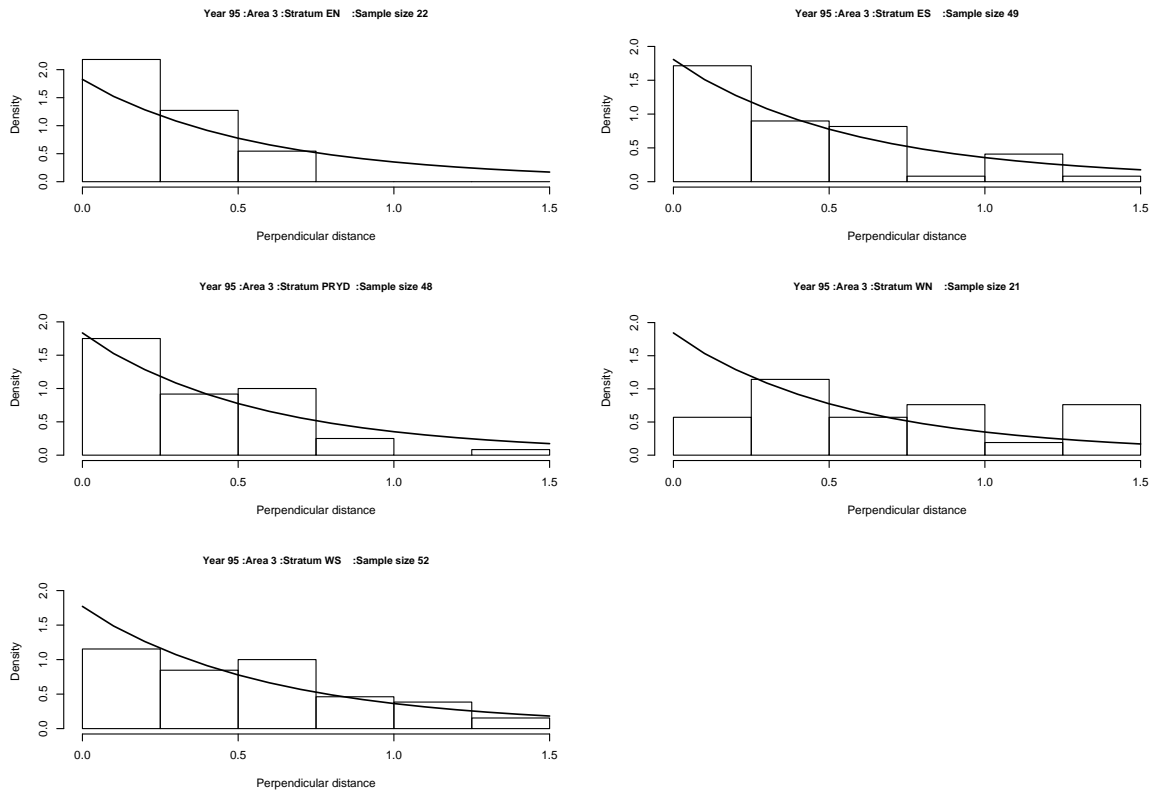 Year 95 :Area 3 :Stratum EN :Sample size 22
Density
0.0 0.5 1.0 1.5 2.0
0.0 0.5 1.0 1.5
Perpendicular distance
Year 95 :Area 3 :Stratum ES :Sample size 49
Density
0.0 0.5 1.0 1.5 2.0
0.0 0.5 1.0 1.5
Perpendicular distance
Year 95 :Area 3 :Stratum PRYD :Sample size 48
Density
0.0 0.5 1.0 1.5 2.0
0.0 0.5 1.0 1.5
Perpendicular distance
Year 95 :Area 3 :Stratum WN :Sample size 21
Density
0.0 0.5 1.0 1.5 2.0
0.0 0.5 1.0 1.5
Perpendicular distance
Year 95 :Area 3 :Stratum WS :Sample size 52
Density
0.0 0.5 1.0 1.5 2.0
0.0 0.5 1.0 1.5
Perpendicular distance